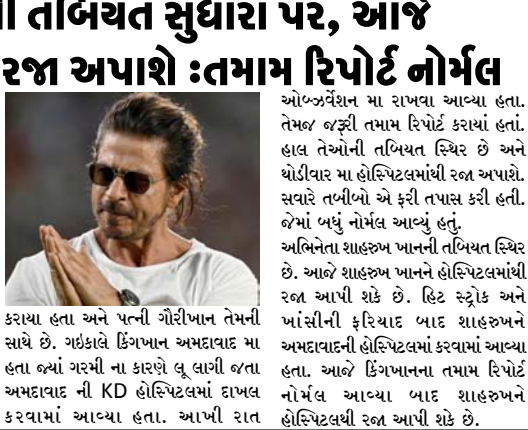 તબિયત સુધારા પર, આજે
રજા અપાશે :તમામ રિપોર્ટ નોર્મલ
કરાયા હતા અને પત્ની ગૌરીખાન તેમની
સાથે છે. ગઇકાલે કિંગખાન અમદાવાદ મા
હતા જ્યાં ગરમી ના કારણે લૂ લાગી જતા
અમદાવાદ ની KD હોસ્પિટલમાં દાખલ
કરવામાં આવ્યા હતા. આખી રાત
ઓબ્ઝર્વેશન મા રાખવા આવ્યા હતા.
તેમજ જરૂરી તમામ રિપોર્ટ કરાયાં હતાં.
હાલ તેઓની તબિયત સ્થિર છે અને
થોડીવાર મા હોસ્પિટલમાંથી રજા અપાશે.
સવારે તબીબો એ ફરી તપાસ કરી હતી.
જેમાં બધું નોર્મલ આવ્યું હતું.
અભિનેતા શાહરુખ ખાનની તબિયત સ્થિર
છે. આજે શાહરુખ ખાનને હોસ્પિટલમાંથી
રજા આપી શકે છે. હિટ સ્ટ્રોક અને
ખાંસીની ફરિયાદ બાદ શાહરુખને
અમદાવાદની હોસ્પિટલમાં કરવામાં આવ્યા
હતા. આજે કિંગખાનના તમામ રિપોર્ટ
નોર્મલ આવ્યા બાદ શાહરુખને
હોસ્પિટલથી રજા આપી શકે છે.